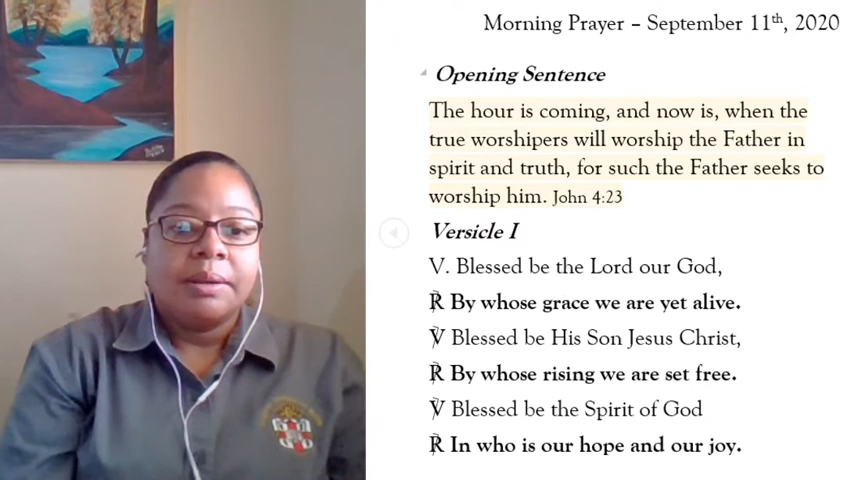 Morning Prayer – September 11th, 2020
Opening Sentence
The hour is coming, and now is, when the
true worshipers will worship the Father in
spirit and truth, for such the Father seeks to
worship him. John 4:23
Versicle I
V. Blessed be the Lord our God,
℟ By whose grace we are yet alive.
℣ Blessed be His Son Jesus Christ,
℟ By whose rising we are set free.
℣ Blessed be the Spirit of God
℟ In who is our hope and our joy.